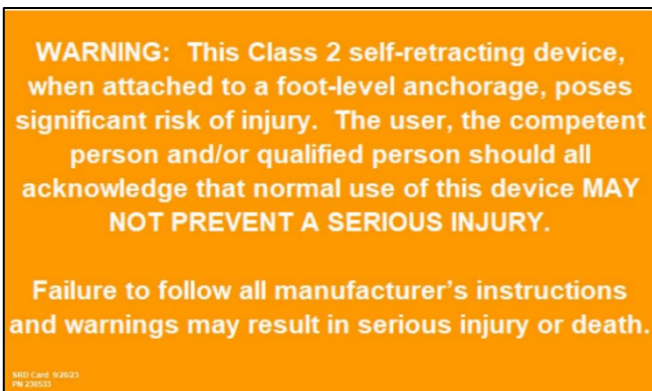 WARNING:  This Class 2 self-retracting device,
when attached to a foot-level anchorage, poses
significant risk of injury.  The user, the competent
person and/or qualified person should all
acknowledge that normal use of this device MAY
NOT PREVENT A SERIOUS INJURY.
Failure to follow all manufacturer’s instructions
and warnings may result in serious injury or death.
SRD Card 9/26/23
PN 230533